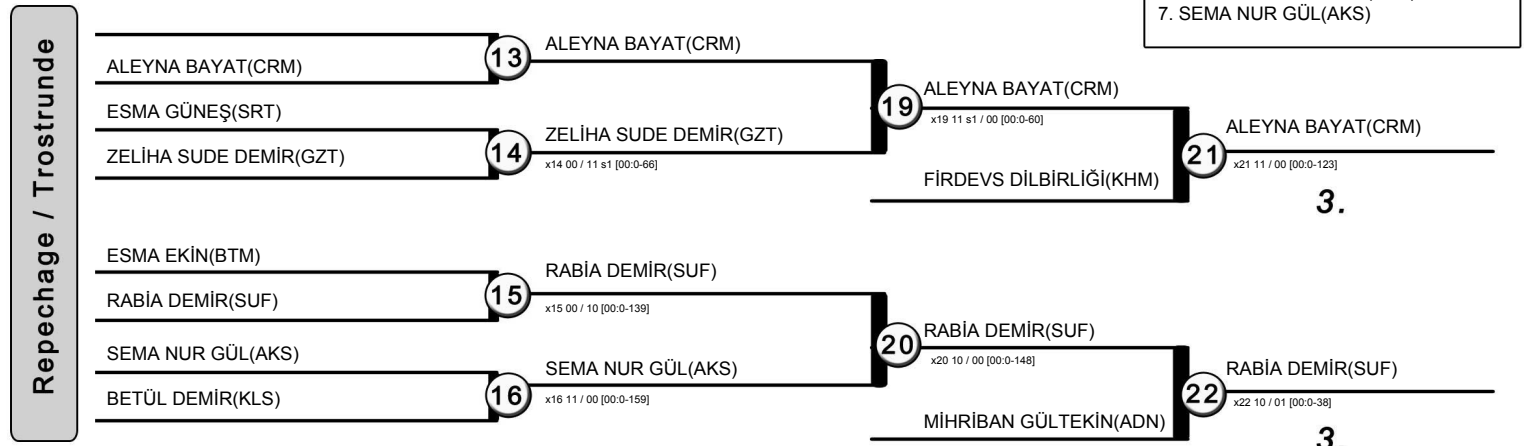 7. SEMA NUR GÜL(AKS)
Repechage / Trostrunde
ALEYNA BAYAT(CRM)
13
ALEYNA BAYAT(CRM)
ESMA GÜNEŞ(SRT)
ZELİHA SUDE DEMİR(GZT)
14
ZELİHA SUDE DEMİR(GZT)
x14 00 / 11 s1 [00:0-66]
19
ALEYNA BAYAT(CRM)
x19 11 s1 / 00 [00:0-60]
FİRDEVS DİLBİRLİĞİ(KHM)
21
ALEYNA BAYAT(CRM)
x21 11 / 00 [00:0-123]
3.
ESMA EKİN(BTM)
RABİA DEMİR(SUF)
15
RABİA DEMİR(SUF)
x15 00 / 10 [00:0-139]
SEMA NUR GÜL(AKS)
BETÜL DEMİR(KLS)
16
SEMA NUR GÜL(AKS)
x16 11 / 00 [00:0-159]
20
RABİA DEMİR(SUF)
x20 10 / 00 [00:0-148]
MİHRİBAN GÜLTEKİN(ADN)
22
RABİA DEMİR(SUF)
x22 10 / 01 [00:0-38]
3